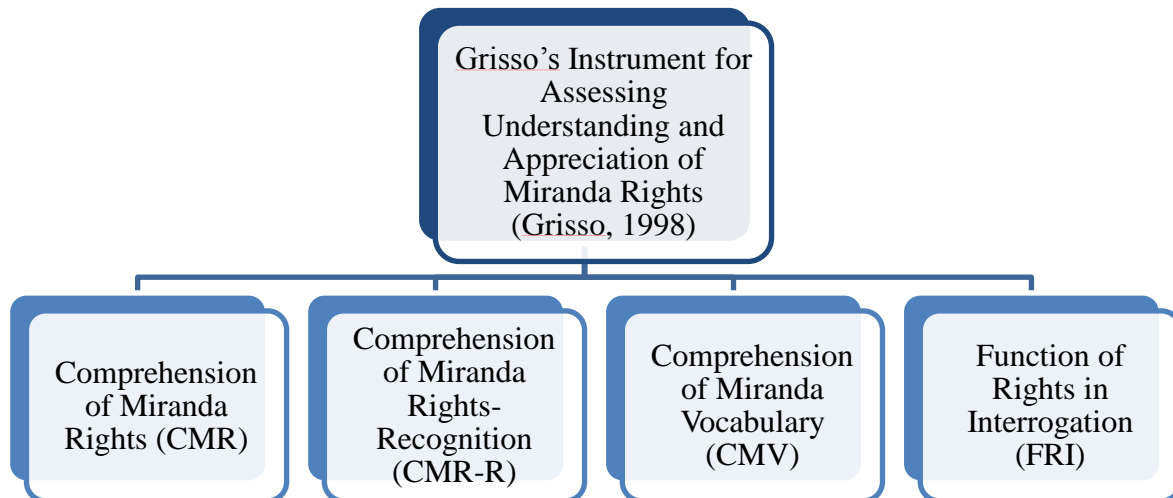 Grisso’s Instrument for
Assessing
Understanding and
Appreciation of
Miranda Rights
(Grisso, 1998)
Comprehension
of Miranda
Rights (CMR)
Comprehension
of Miranda
Rights-
Recognition
(CMR-R)
Comprehension
of Miranda
Vocabulary
(CMV)
Function of
Rights in
Interrogation
(FRI)